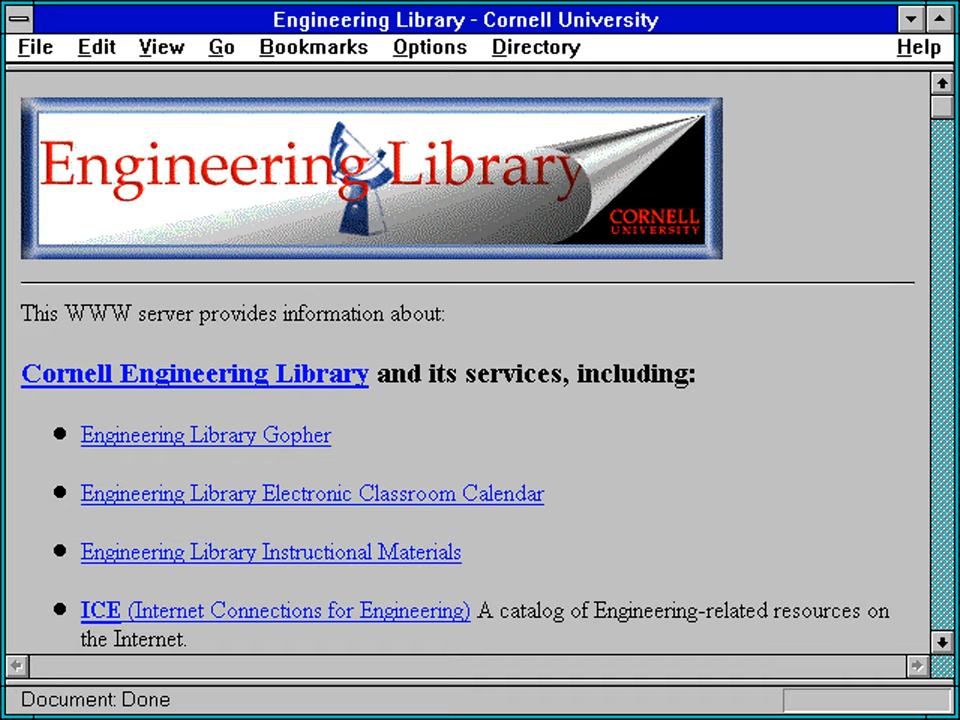 Engineering Library - Cornell University
File Edit View Go Bookmarks Options Directory Help
Engineering Library
CORNELL
UNIVERSITY
This WWW server provides information about:
Cornell Engineering Library and its services, including:
Engineering Library Gopher
Engineering Library Electronic Classroom Calendar
Engineering Library Instructional Materials
ICE (Internet Connections for Engineering) A catalog of Engineering-related resources on
the Internet.
Document: Done